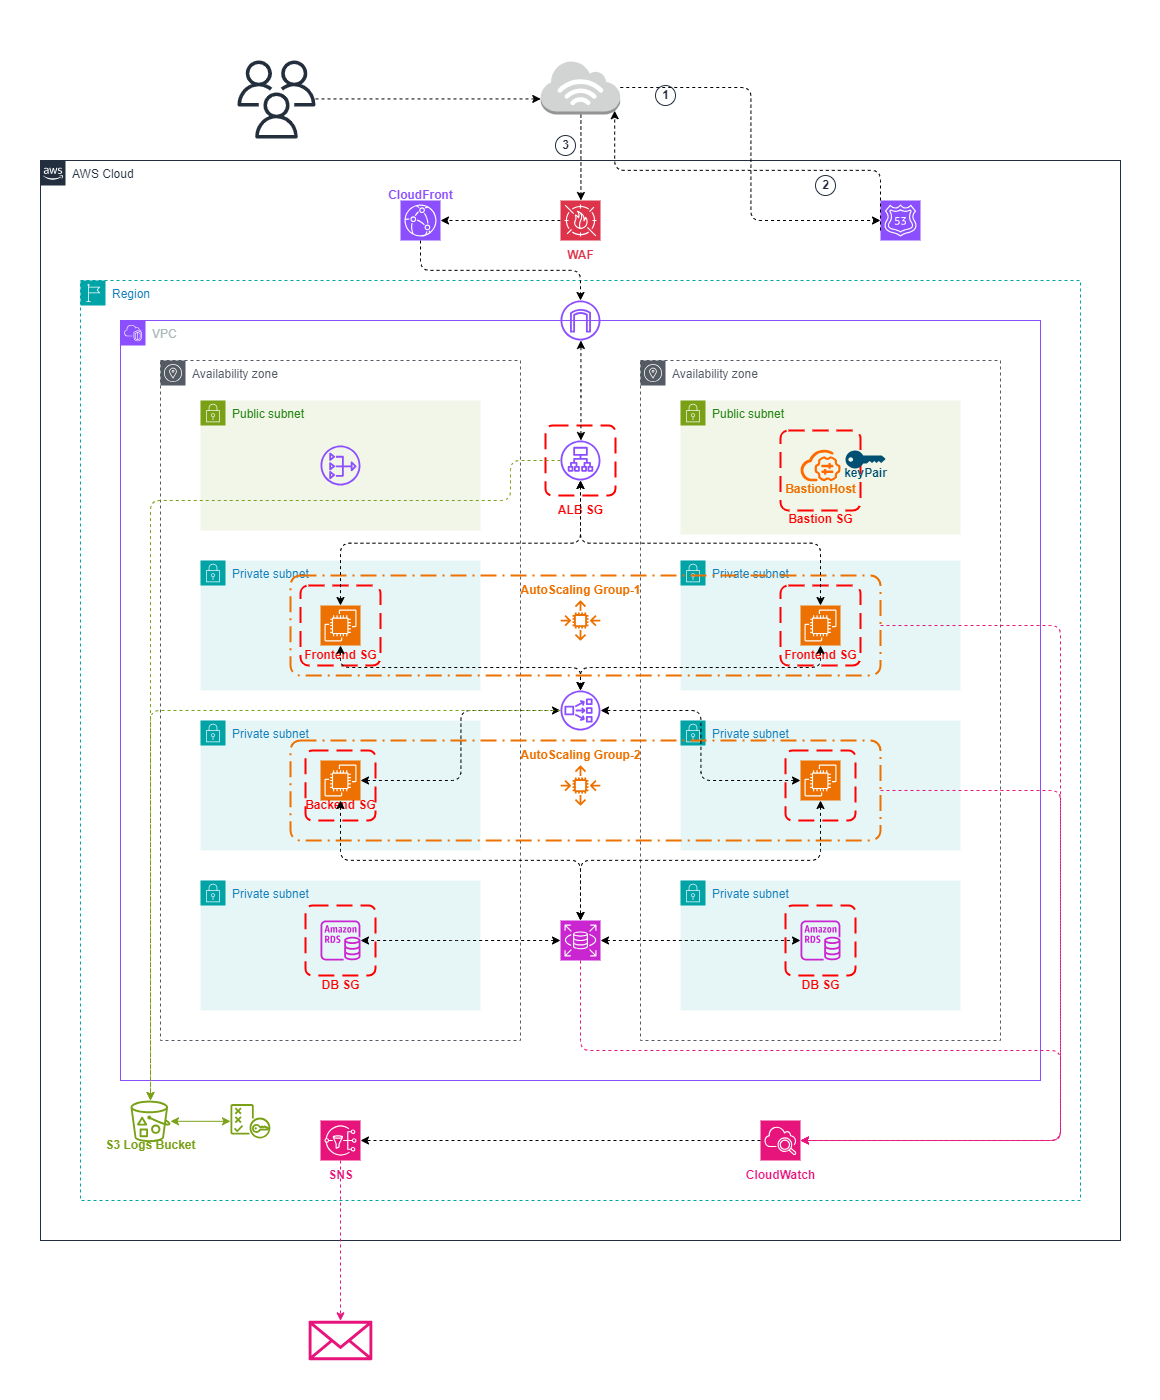 1
3
aws
AWS Cloud
2
CloudFront
53
WAF
Region
VPC
Availability zone
Availability zone
Public subnet
Public subnet
keyPair
BastionHost
ALB SG
Bastion SG
Private subnet
Private subnet
AutoScaling Group-1
Frontend SG
Frontend SG
Private subnet
Private subnet
AutoScaling Group-2
Backend SG
Private subnet
Private subnet
Amazon
RDS
Amazon
RDS
DB SG
DB SG
S3 Logs Bucket
SNS
CloudWatch